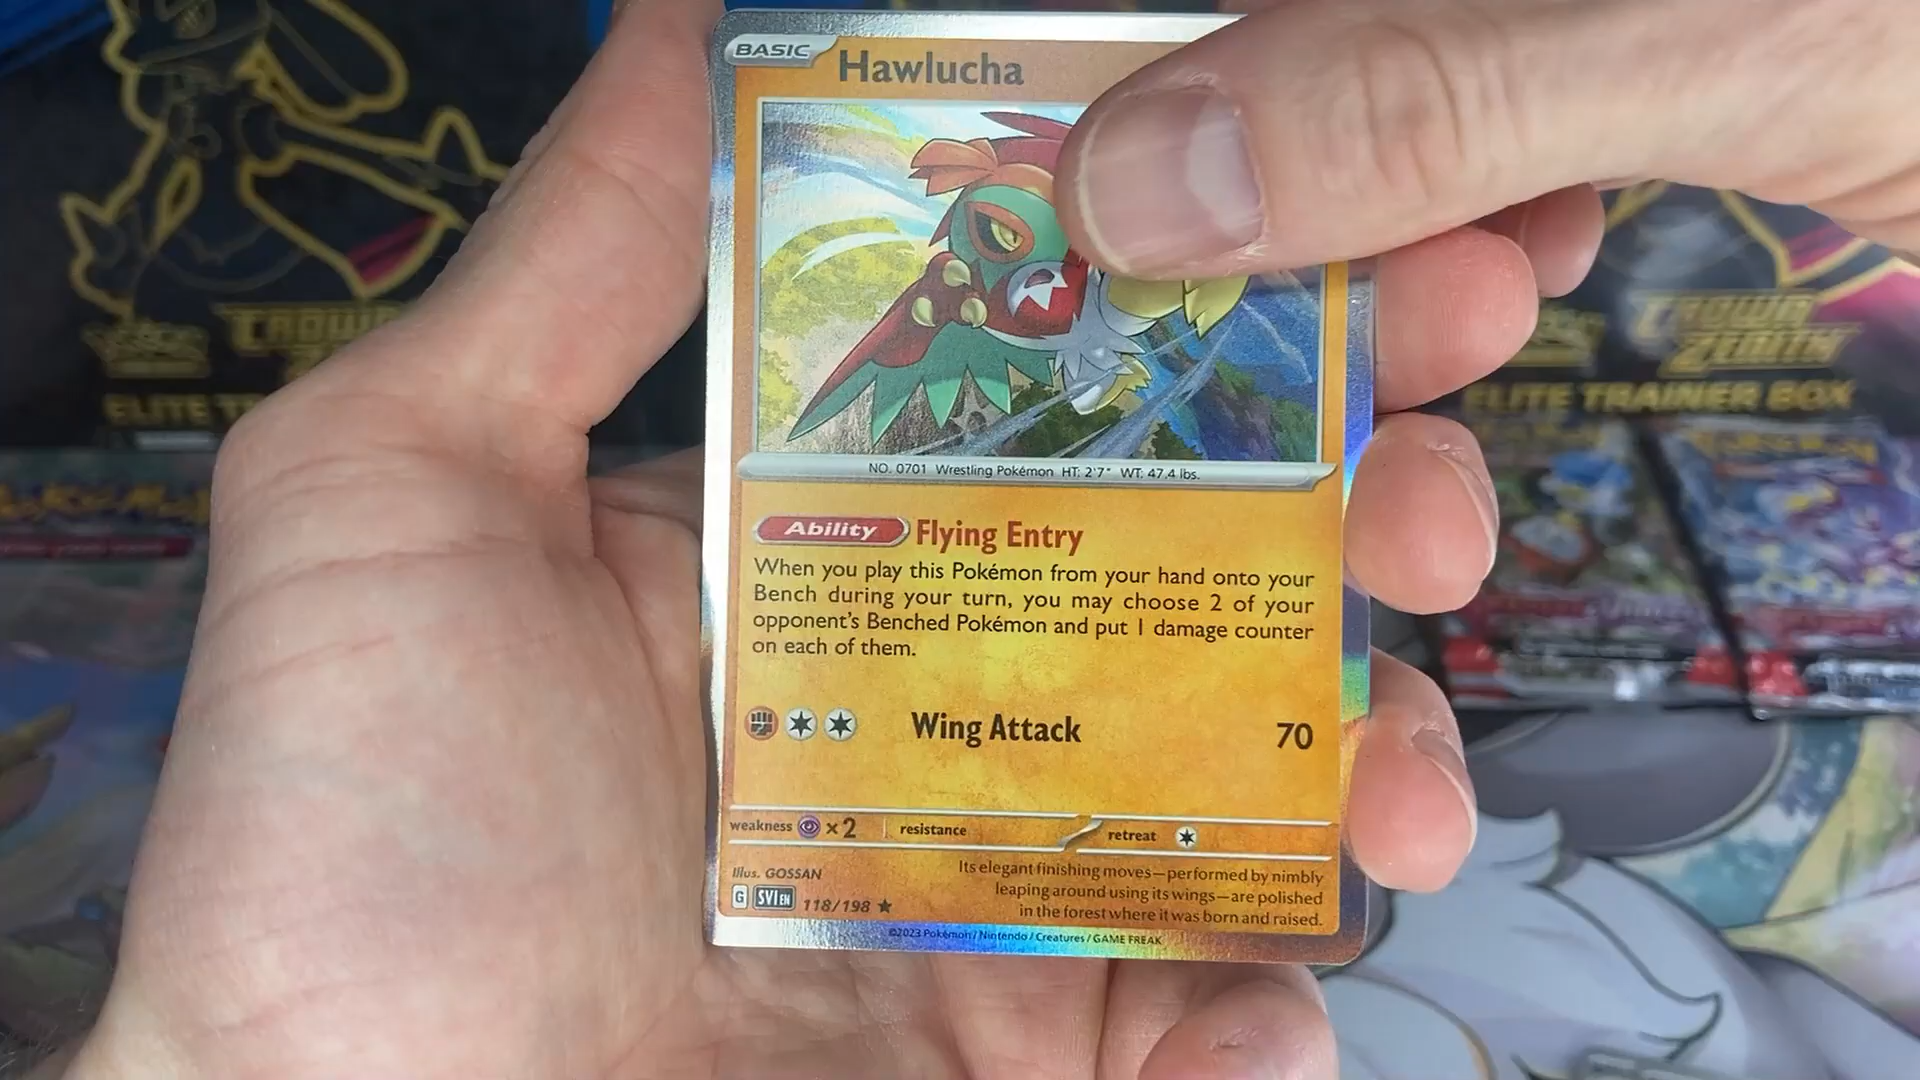 BASIC
Hawlucha
NO. 0701 Wrestling Pokémon HT: 2'7" WT: 47.4 lbs.
Ability Flying Entry
When you play this Pokémon from your hand onto your
Bench during your turn, you may choose 2 of your
opponent's Benched Pokémon and put 1 damage counter
on each of them.
Wing Attack 70
weakness ×2 resistance retreat
Illus. GOSSAN
Its elegant finishing moves—performed by nimbly
leaping around using its wings—are polished
in the forest where it was born and raised.
G SVI EN 118/198
©2023 Pokémon / Nintendo / Creatures / GAME FREAK
CROWN
ELITE
CROWN
ZENITH
ELITE TRAINER BOX